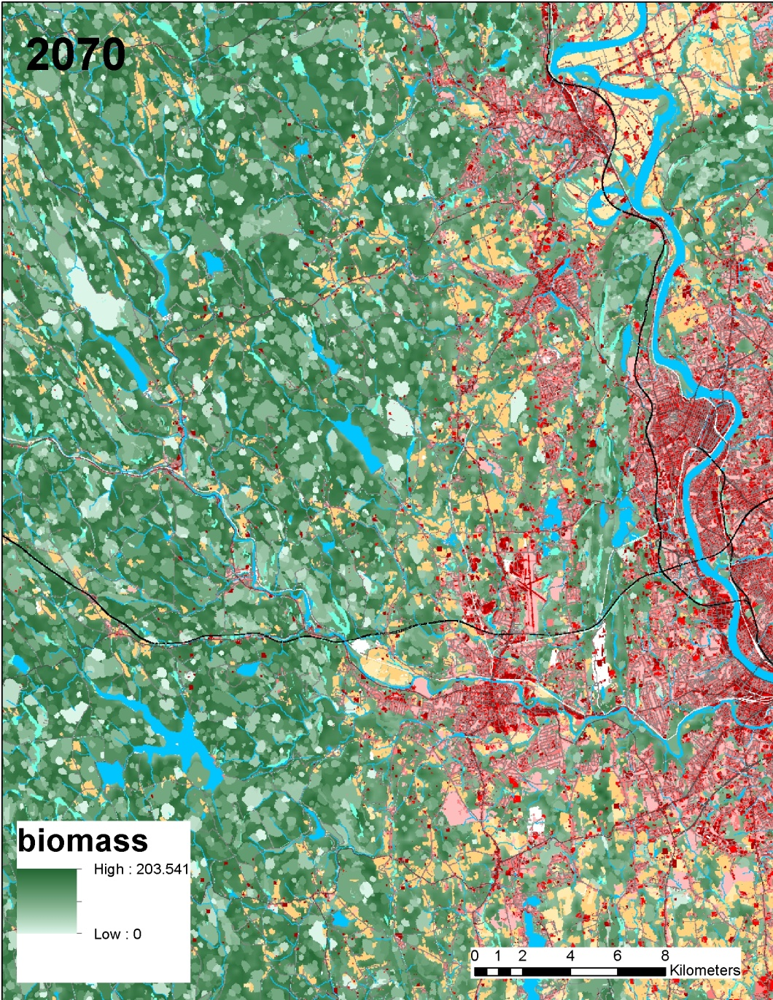 2070
biomass
High : 203.541
Low : 0
0 1 2 4 6 8
Kilometers